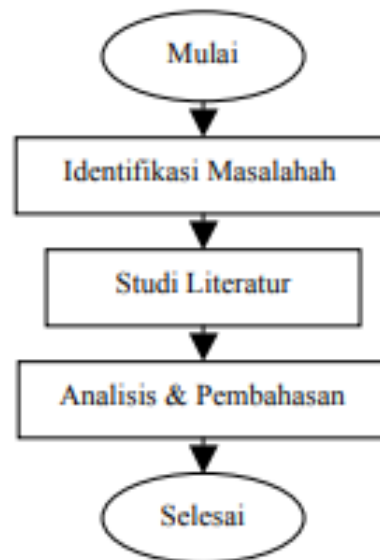 Mulai
Identifikasi Masalahah
Studi Literatur
Analisis & Pembahasan
Selesai